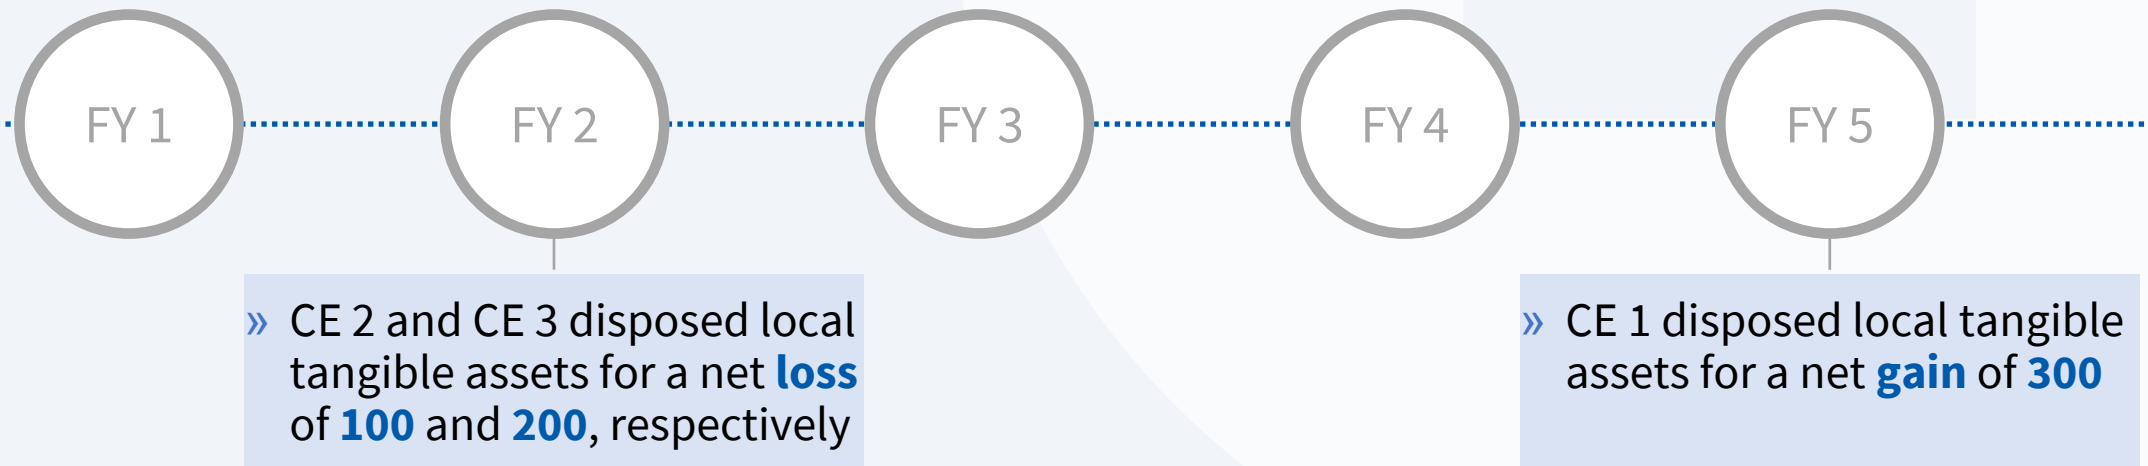 FY 1
FY 2
FY 3
FY 4
FY 5
» CE 2 and CE 3 disposed local
tangible assets for a net loss
of 100 and 200, respectively
» CE 1 disposed local tangible
assets for a net gain of 300